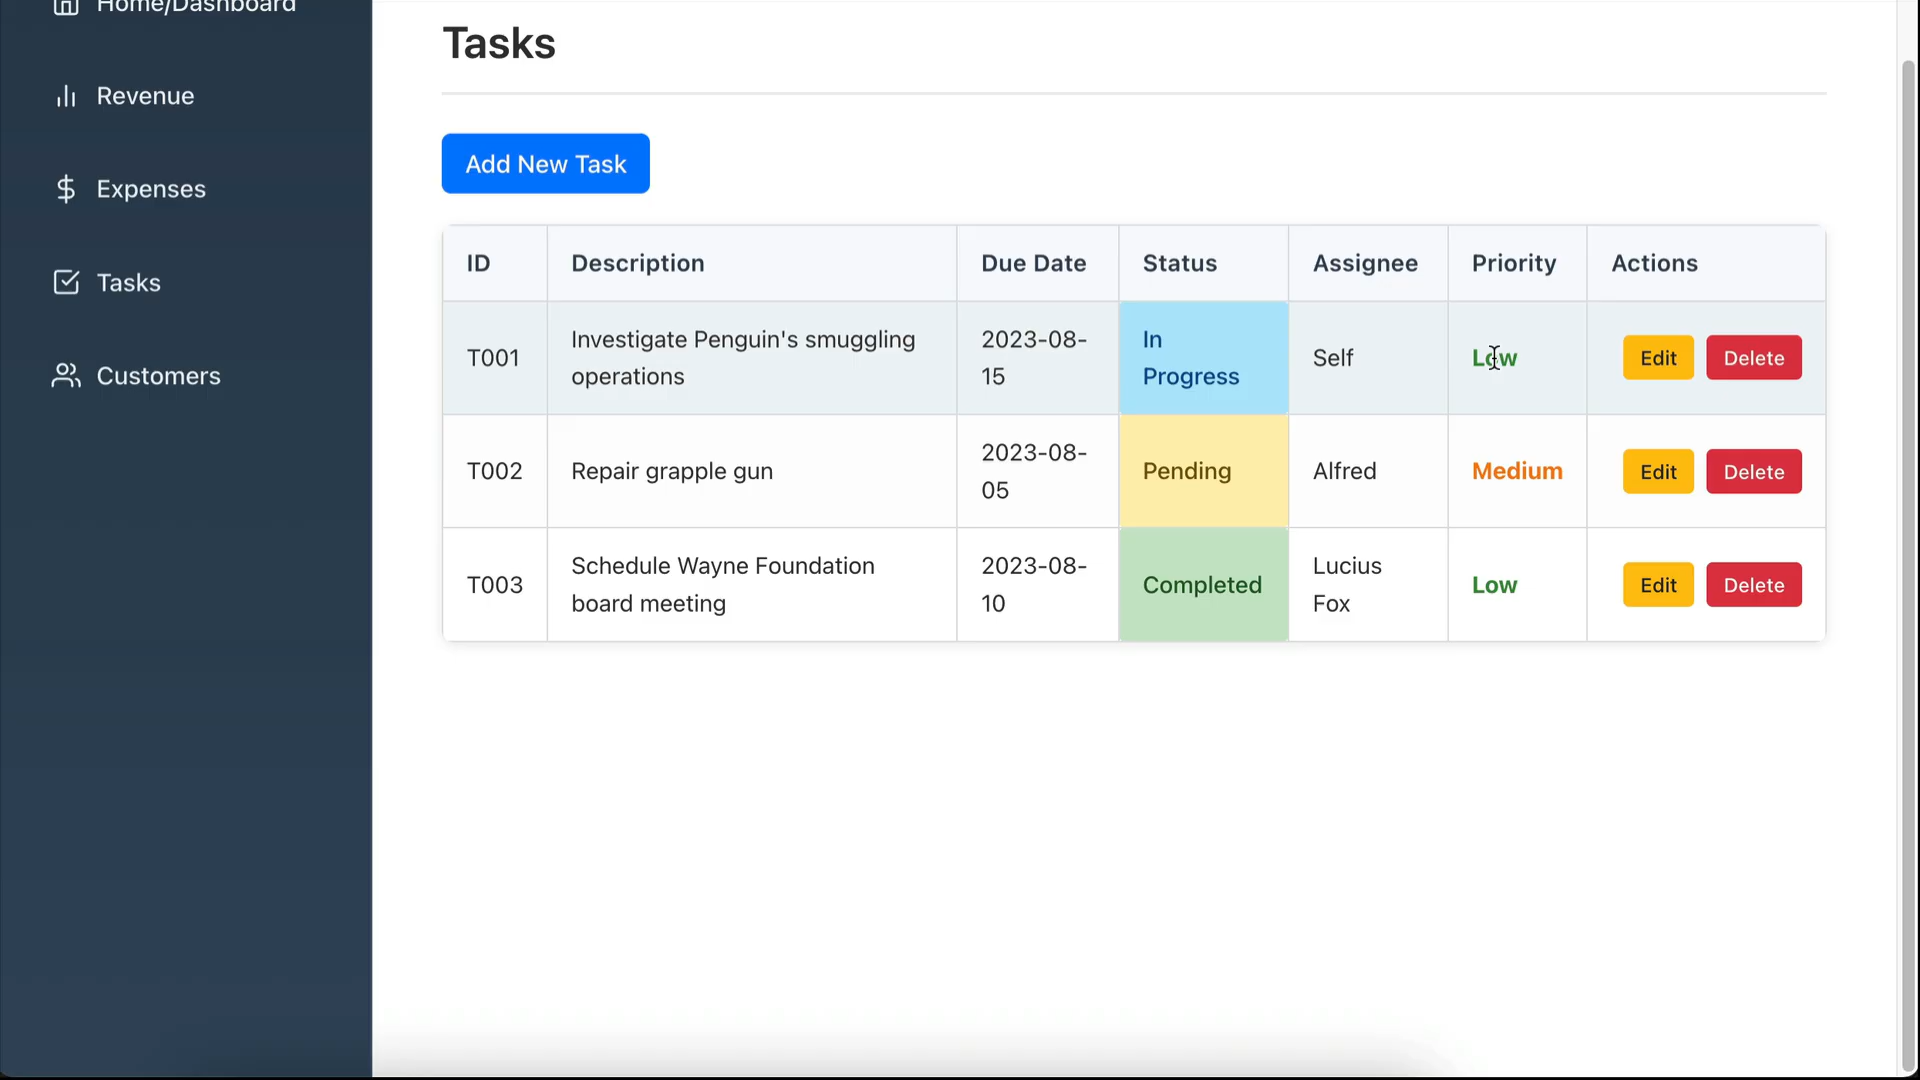 Home/Dashboard
Revenue
Expenses
Tasks
Customers
Tasks
Add New Task
ID Description Due Date Status Assignee Priority Actions
T001 Investigate Penguin's smuggling operations 2023-08-15 In Progress Self Low Edit Delete
T002 Repair grapple gun 2023-08-05 Pending Alfred Medium Edit Delete
T003 Schedule Wayne Foundation board meeting 2023-08-10 Completed Lucius Fox Low Edit Delete